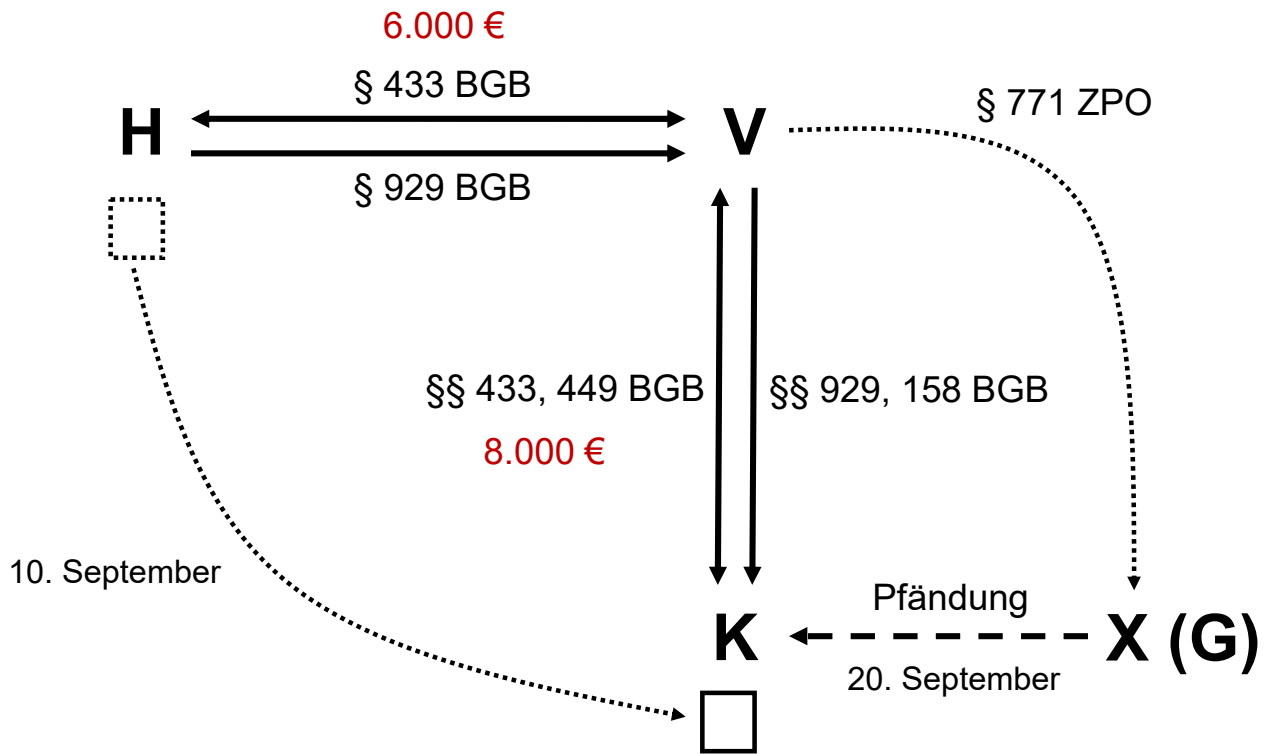 6.000 €
§ 433 BGB
§ 771 ZPO
H
V
§ 929 BGB
§§ 433, 449 BGB
§§ 929, 158 BGB
8.000 €
10. September
Pfändung
K
X (G)
20. September